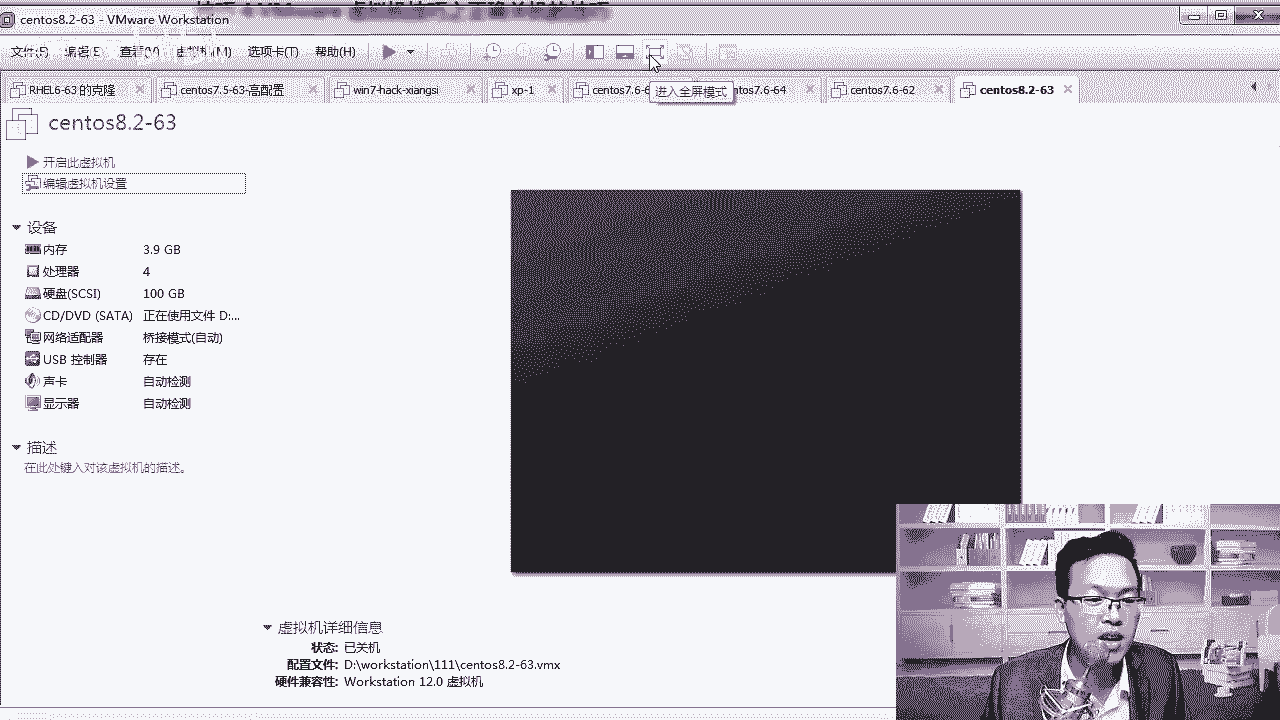 centos8.2-63 - VMware Workstation
查看(V) 虚拟机(M) 选项卡(T) 帮助(H)
RHEL6-63 的克隆 centos7.5-63-高配置 win7-hack-xiangsi xp-1 centos7.6-6 tos7.6-64 centos7.6-62 centos8.2-63
进入全屏模式
centos8.2-63
开启此虚拟机
编辑虚拟机设置
设备
内存 3.9 GB
处理器 4
硬盘(SCSI) 100 GB
CD/DVD (SATA) 正在使用文件 D:...
网络适配器 桥接模式(自动)
USB 控制器 存在
声卡 自动检测
显示器 自动检测
描述
在此处键入对该虚拟机的描述。
虚拟机详细信息
状态: 已关机
配置文件: D:\workstation\111\centos8.2-63.vmx
硬件兼容性: Workstation 12.0 虚拟机